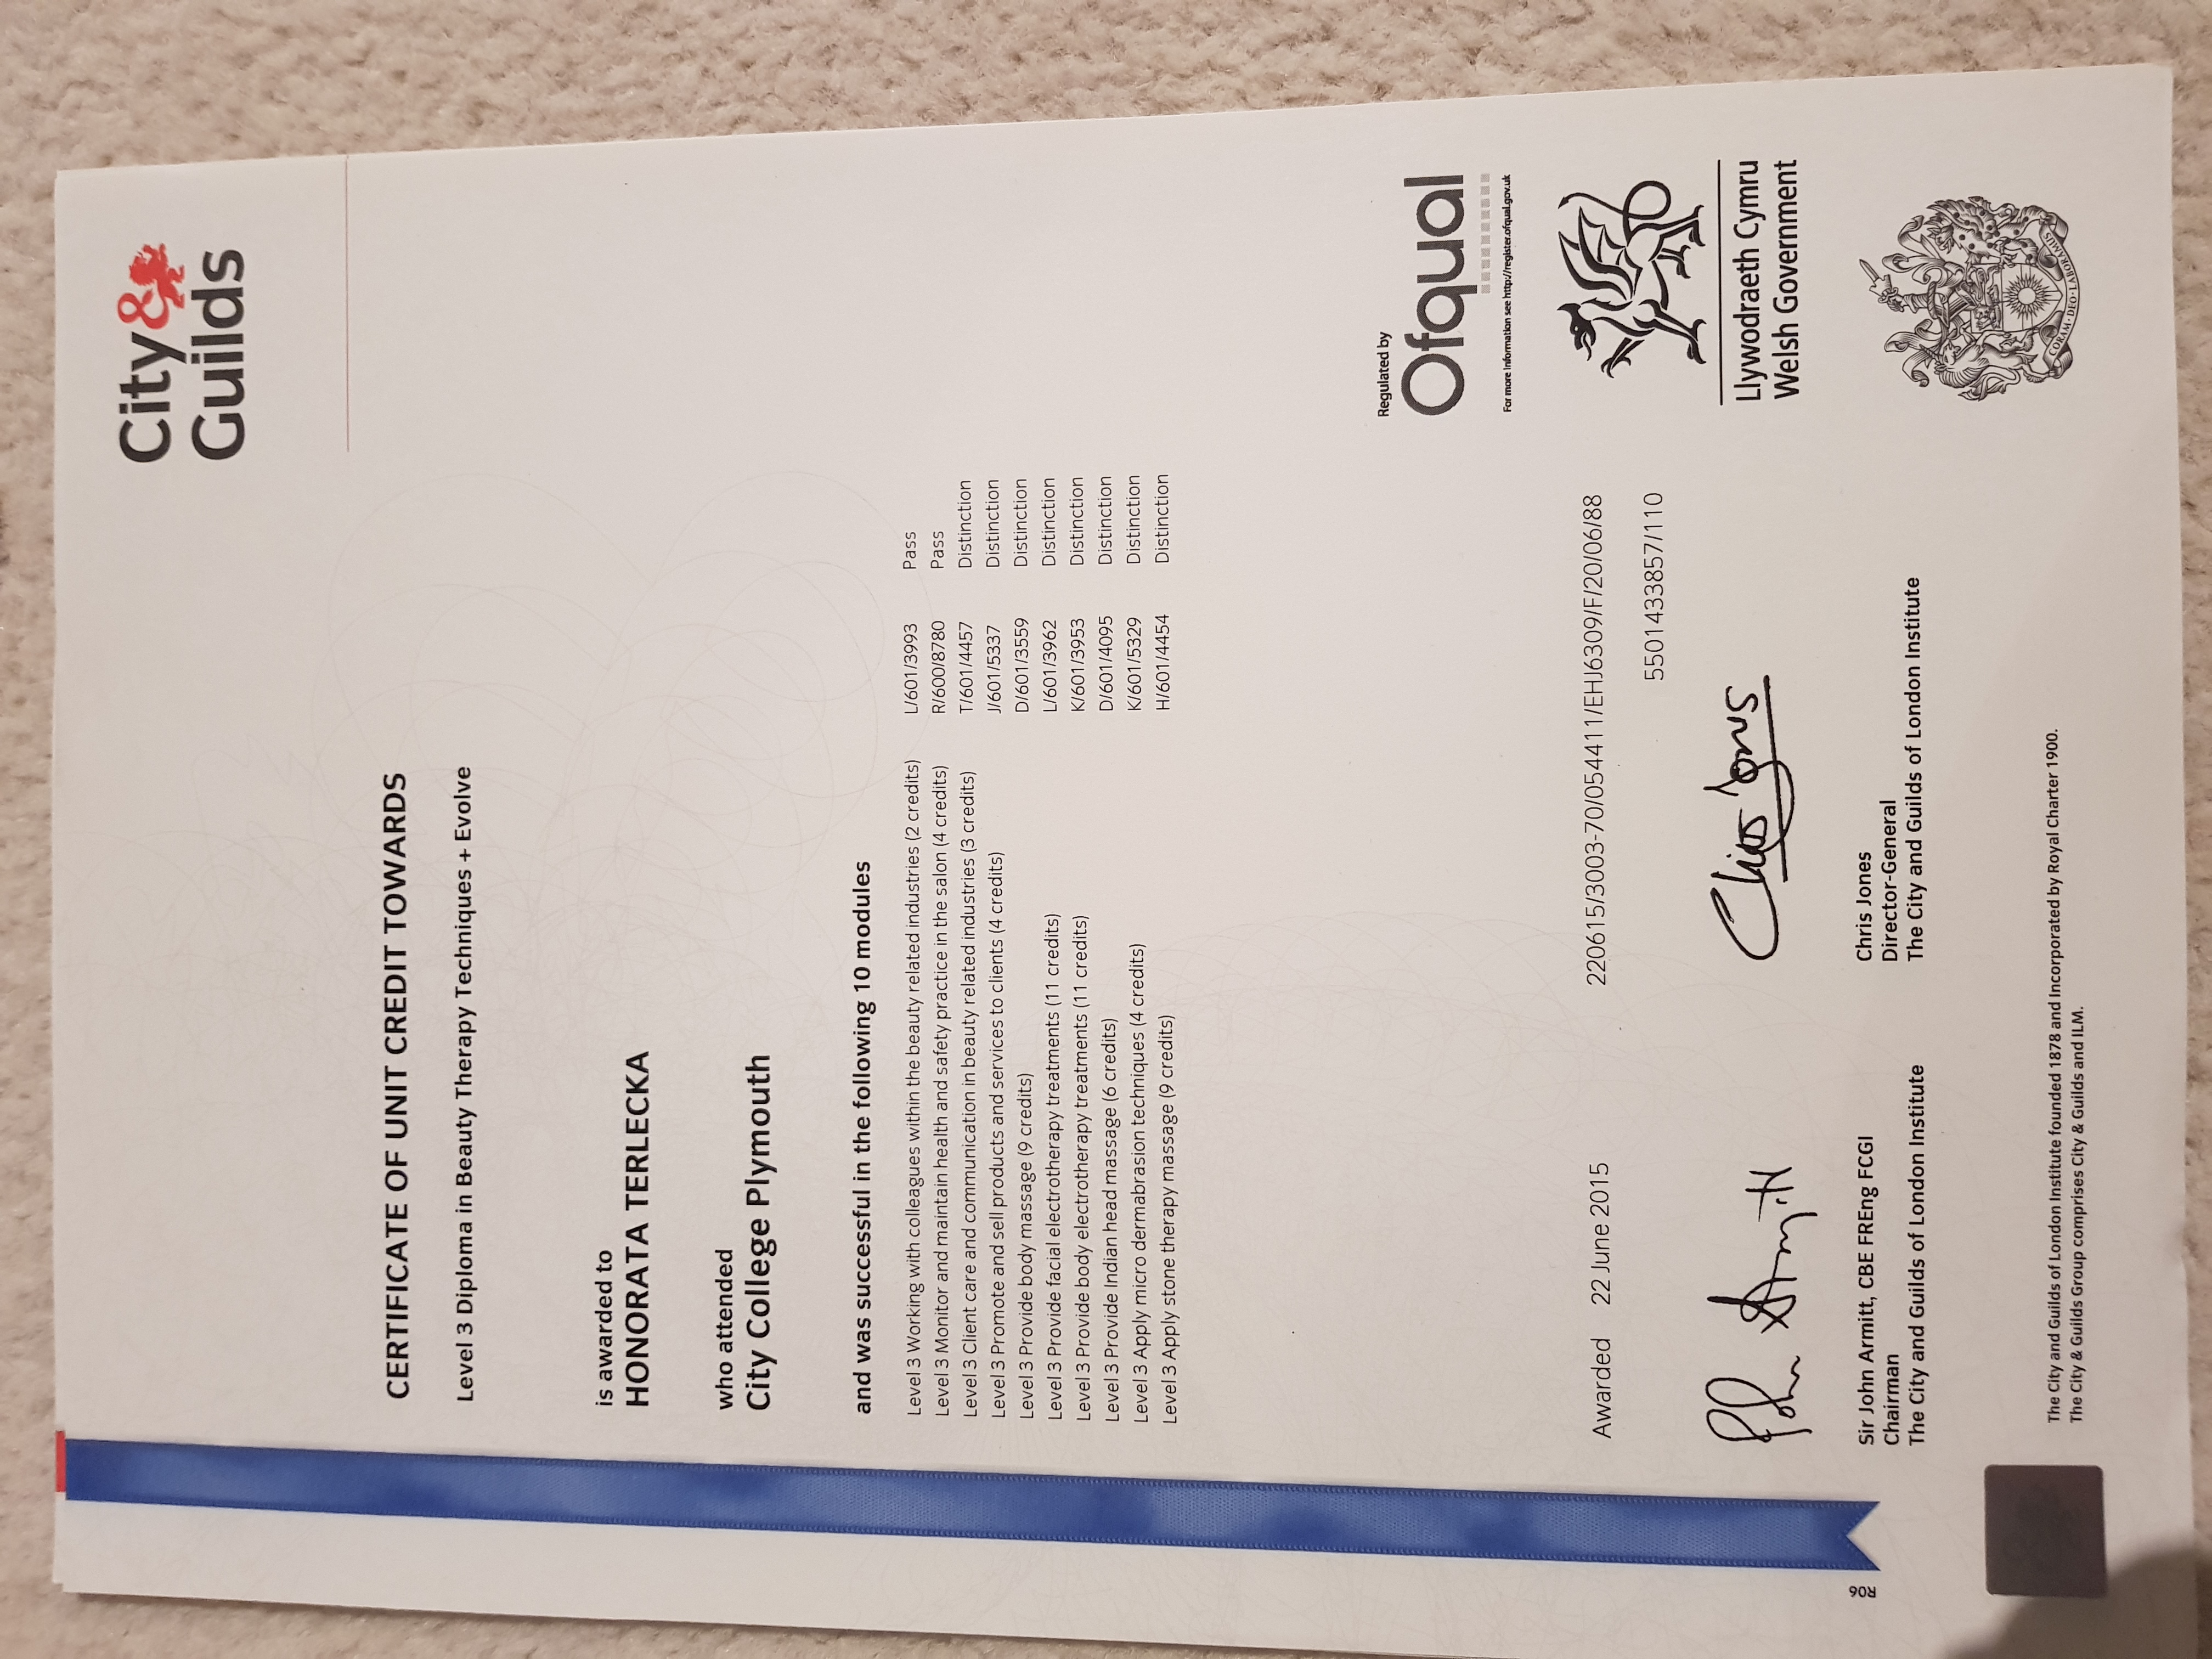 City&
Guilds
CERTIFICATE OF UNIT CREDIT TOWARDS
Level 3 Diploma in Beauty Therapy Techniques + Evolve
is awarded to
HONORATA TERLECKA
who attended
City College Plymouth
and was successful in the following 10 modules
Level 3 Working with colleagues within the beauty related industries (2 credits) L/601/3993 Pass
Level 3 Monitor and maintain health and safety practice in the salon (4 credits) R/600/8780 Pass
Level 3 Client care and communication in beauty related industries (3 credits) T/601/4457 Distinction
Level 3 Promote and sell products and services to clients (4 credits) J/601/5337 Distinction
Level 3 Provide body massage (9 credits) D/601/3559 Distinction
Level 3 Provide facial electrotherapy treatments (11 credits) L/601/3962 Distinction
Level 3 Provide body electrotherapy treatments (11 credits) K/601/3953 Distinction
Level 3 Provide Indian head massage (6 credits) D/601/4095 Distinction
Level 3 Apply micro dermabrasion techniques (4 credits) K/601/5329 Distinction
Level 3 Apply stone therapy massage (9 credits) H/601/4454 Distinction
Regulated by
Ofqual
For more information see http://register.ofqual.gov.uk
Awarded 22 June 2015 220615/3003-70/054411/EHJ6309/F/20/06/88
5501433857/110
Llywodraeth Cymru
Welsh Government
Chris Jones
Sir John Armitt, CBE FREng FCGI
Chairman
The City and Guilds of London Institute
Chris Jones
Director-General
The City and Guilds of London Institute
CORAM·DEO·LABORAMUS
R06
The City and Guilds of London Institute founded 1878 and incorporated by Royal Charter 1900.
The City & Guilds Group comprises City & Guilds and ILM.